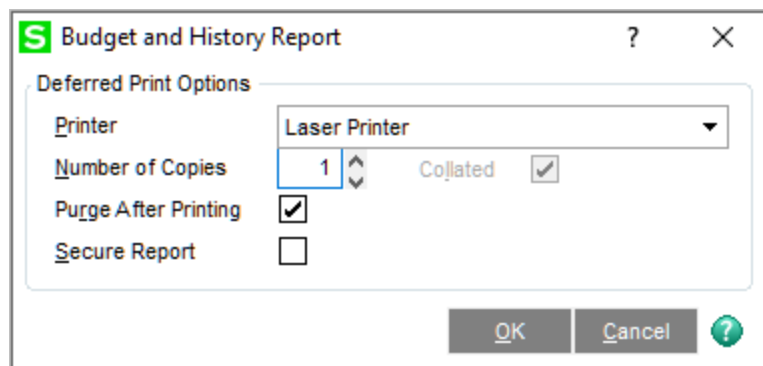 S Budget and History Report ? X
Deferred Print Options
Printer Laser Printer
Number of Copies 1 Collated
Purge After Printing
Secure Report
OK Cancel ?